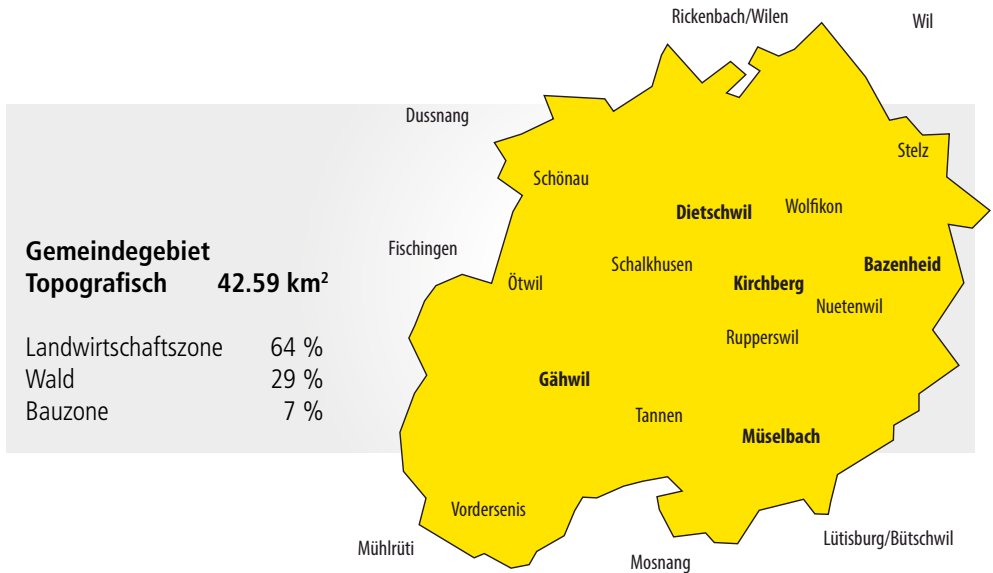 Rickenbach/Wilen
Wil
Dussnang
Stelz
Schönau
Dietschwil
Wolfikon
Fischingen
Schalkhusen
Bazenheid
Ötwil
Kirchberg
Nuetenwil
Rupperswil
Gähwil
Tannen
Müselbach
Vordersenis
Mühlrüti
Mosnang
Lütisburg/Bütschwil
Gemeindegebiet
Topografisch 42.59 km²
Landwirtschaftszone 64 %
Wald 29 %
Bauzone 7 %